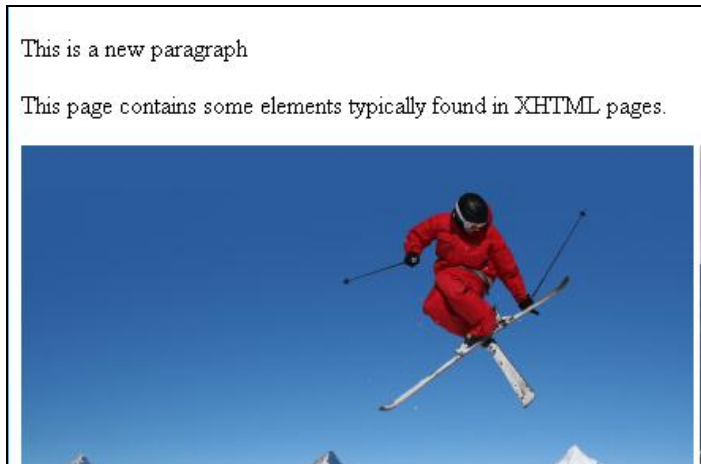 This is a new paragraph
This page contains some elements typically found in XHTML pages.